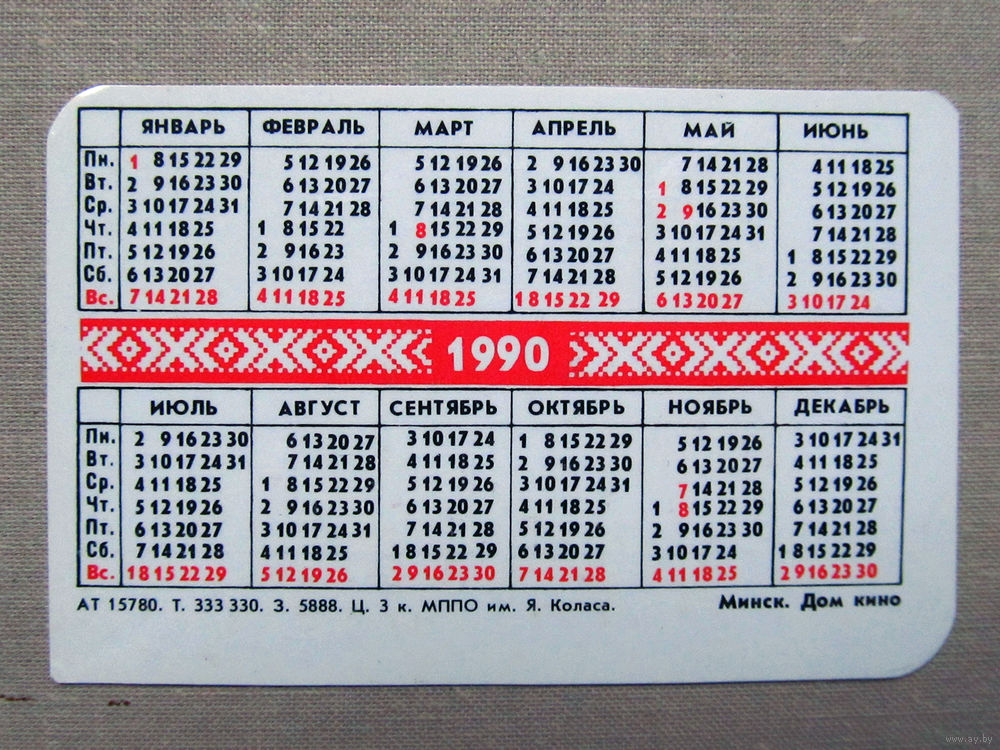 ЯНВАРЬ ФЕВРАЛЬ МАРТ АПРЕЛЬ МАЙ ИЮНЬ
Пн. 1 8 15 22 29 5 12 19 26 5 12 19 26 2 9 16 23 30 7 14 21 28 4 11 18 25
Вт. 2 9 16 23 30 6 13 20 27 6 13 20 27 3 10 17 24 1 8 15 22 29 5 12 19 26
Ср. 3 10 17 24 31 7 14 21 28 7 14 21 28 4 11 18 25 2 9 16 23 30 6 13 20 27
Чт. 4 11 18 25 1 8 15 22 1 8 15 22 29 5 12 19 26 3 10 17 24 31 7 14 21 28
Пт. 5 12 19 26 2 9 16 23 2 9 16 23 30 6 13 20 27 4 11 18 25 1 8 15 22 29
Сб. 6 13 20 27 3 10 17 24 3 10 17 24 31 7 14 21 28 5 12 19 26 2 9 16 23 30
Вс. 7 14 21 28 4 11 18 25 4 11 18 25 1 8 15 22 29 6 13 20 27 3 10 17 24
1990
ИЮЛЬ АВГУСТ СЕНТЯБРЬ ОКТЯБРЬ НОЯБРЬ ДЕКАБРЬ
Пн. 2 9 16 23 30 6 13 20 27 3 10 17 24 1 8 15 22 29 5 12 19 26 3 10 17 24 31
Вт. 3 10 17 24 31 7 14 21 28 4 11 18 25 2 9 16 23 30 6 13 20 27 4 11 18 25
Ср. 4 11 18 25 1 8 15 22 29 5 12 19 26 3 10 17 24 31 7 14 21 28 5 12 19 26
Чт. 5 12 19 26 2 9 16 23 30 6 13 20 27 4 11 18 25 1 8 15 22 29 6 13 20 27
Пт. 6 13 20 27 3 10 17 24 31 7 14 21 28 5 12 19 26 2 9 16 23 30 7 14 21 28
Сб. 7 14 21 28 4 11 18 25 1 8 15 22 29 6 13 20 27 3 10 17 24 1 8 15 22 29
Вс. 1 8 15 22 29 5 12 19 26 2 9 16 23 30 7 14 21 28 4 11 18 25 2 9 16 23 30
АТ 15780. Т. 333 330. З. 5888. Ц. 3 к. МППО им. Я. Коласа. Минск. Дом кино
www.ay.by